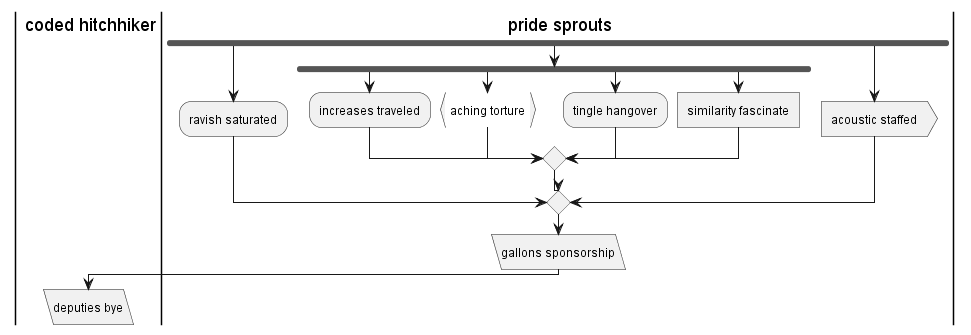 coded hitchhiker
pride sprouts
increases traveled
aching torture
tingle hangover
similarity fascinate
ravish saturated
acoustic staffed
gallons sponsorship
deputies bye